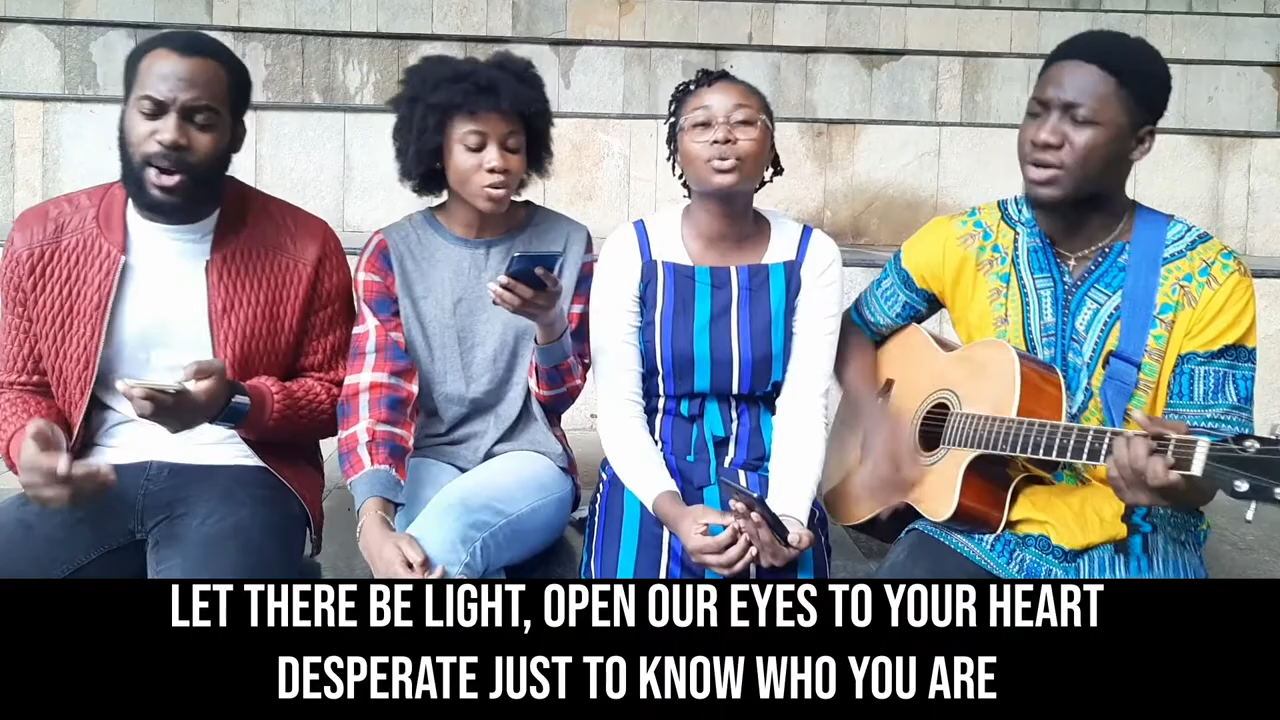 LET THERE BE LIGHT, OPEN OUR EYES TO YOUR HEART
DESPERATE JUST TO KNOW WHO YOU ARE